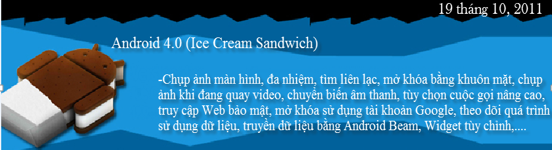 19 tháng 10, 2011
Android 4.0 (Ice Cream Sandwich)
-Chụp ảnh màn hình, đa nhiệm, tìm liên lạc, mở khóa bằng khuôn mặt, chụp
ảnh khi đang quay video, chuyển biến âm thanh, tùy chọn cuộc gọi nâng cao,
truy cập Web bảo mật, mở khóa sử dụng tài khoản Google, theo dõi quá trình
sử dụng dữ liệu, truyền dữ liệu bằng Android Beam, Widget tùy chỉnh,....